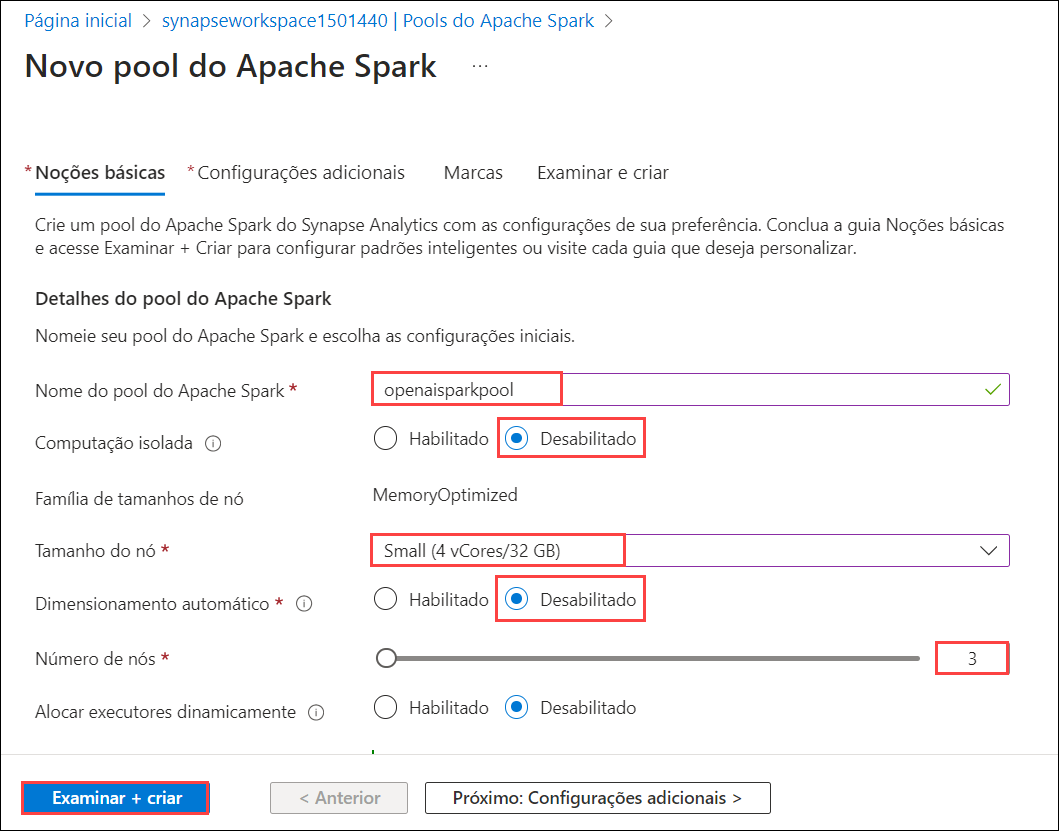 Página inicial > synapseworkspace1501440 | Pools do Apache Spark >
Novo pool do Apache Spark ...
* Noções básicas * Configurações adicionais Marcas Examinar e criar
Crie um pool do Apache Spark do Synapse Analytics com as configurações de sua preferência. Conclua a guia Noções básicas
e acesse Examinar + Criar para configurar padrões inteligentes ou visite cada guia que deseja personalizar.
Detalhes do pool do Apache Spark
Nomeie seu pool do Apache Spark e escolha as configurações iniciais.
Nome do pool do Apache Spark * openaisparkpool
Computação isolada Habilitado Desabilitado
Família de tamanhos de nó MemoryOptimized
Tamanho do nó * Small (4 vCores/32 GB)
Dimensionamento automático * Habilitado Desabilitado
Número de nós * 3
Alocar executores dinamicamente Habilitado Desabilitado
Examinar + criar < Anterior Próximo: Configurações adicionais >